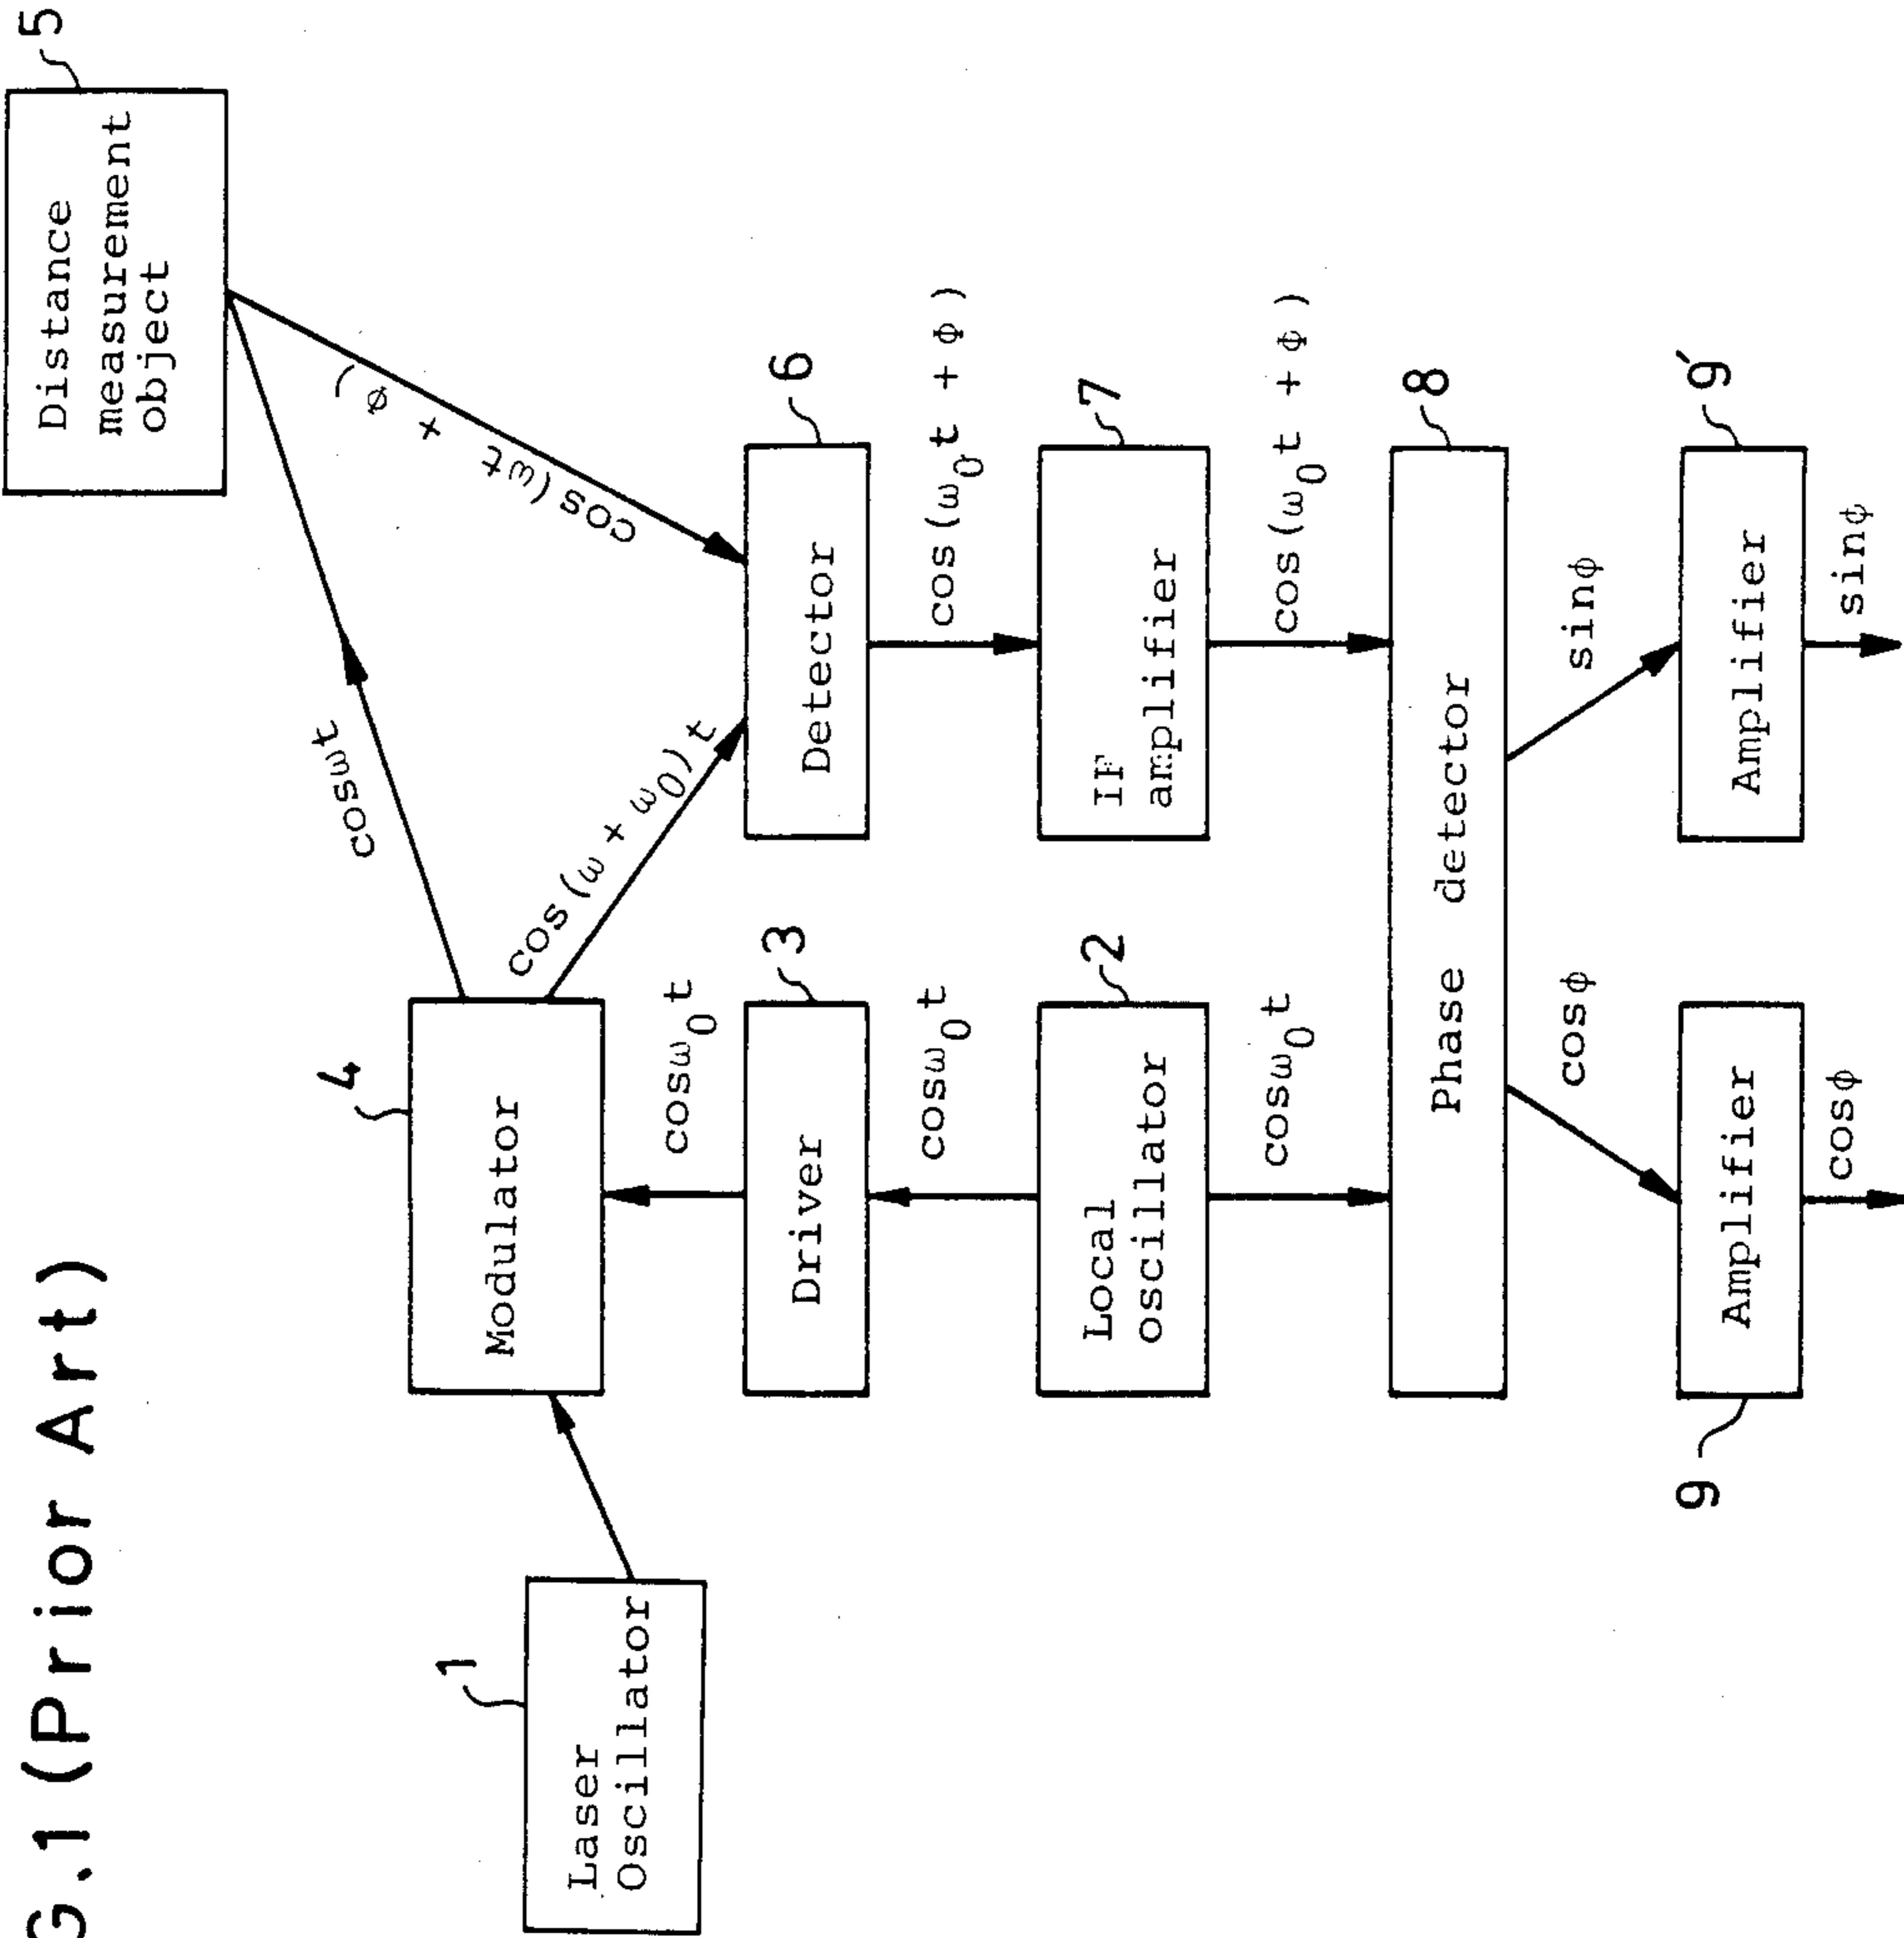 G.1 (Prior Art)
5
Distance
measurement
object
cosωt
cos(ωt + φ)
4
Modulator
cos(ω + ω₀)t
1
Laser
Oscillator
cosω₀t
3
Driver
6
Detector
cosω₀t
cos(ω₀t + φ)
2
Local
oscillator
7
IF
amplifier
cosω₀t
cos(ω₀t + φ)
8
Phase detector
cosφ
sinφ
9
Amplifier
9'
Amplifier
cosφ
sinφ